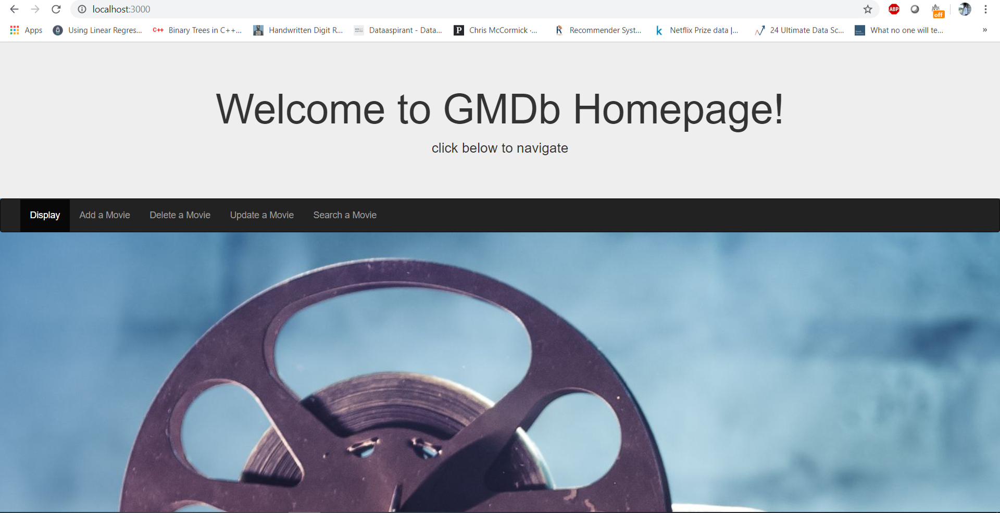 localhost:3000
ABP
off
Apps Using Linear Regres... C++ Binary Trees in C++... Handwritten Digit R... Dataaspirant - Data... P Chris McCormick ·... R Recommender Syst... k Netflix Prize data |... 24 Ultimate Data Sc... What no one will te... »
Welcome to GMDb Homepage!
click below to navigate
Display Add a Movie Delete a Movie Update a Movie Search a Movie